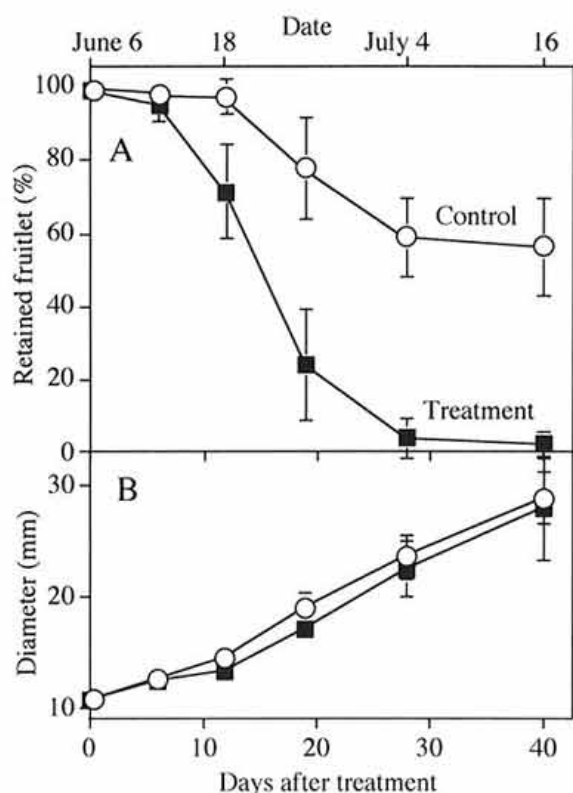 Date
June 6 18 July 4 16
100
A
80
Control
60
Retained fruitlet (%)
40
20
Treatment
0
B
30
Diameter (mm)
20
10
0 10 20 30 40
Days after treatment